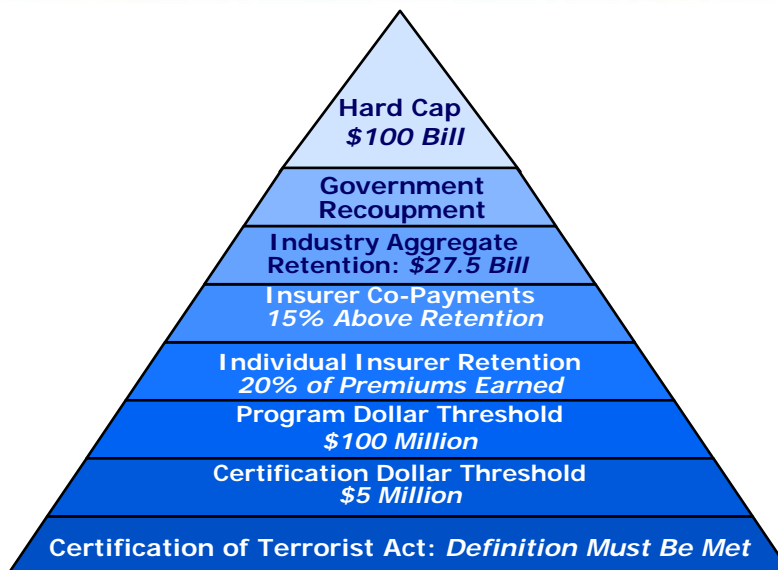 Hard Cap
$100 Bill
Government
Recoupment
Industry Aggregate
Retention: $27.5 Bill
Insurer Co-Payments
15% Above Retention
Individual Insurer Retention
20% of Premiums Earned
Program Dollar Threshold
$100 Million
Certification Dollar Threshold
$5 Million
Certification of Terrorist Act: Definition Must Be Met